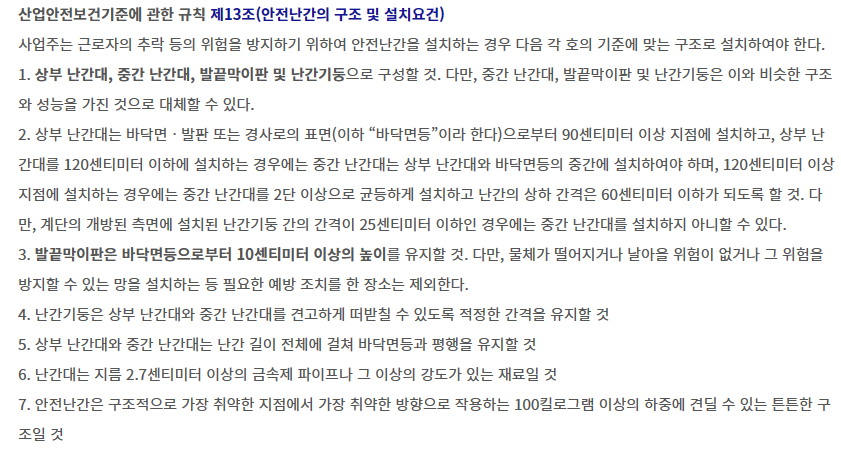 산업안전보건기준에 관한 규칙 제13조(안전난간의 구조 및 설치요건)
사업주는 근로자의 추락 등의 위험을 방지하기 위하여 안전난간을 설치하는 경우 다음 각 호의 기준에 맞는 구조로 설치하여야 한다.
1. 상부 난간대, 중간 난간대, 발끝막이판 및 난간기둥으로 구성할 것. 다만, 중간 난간대, 발끝막이판 및 난간기둥은 이와 비슷한 구조
와 성능을 가진 것으로 대체할 수 있다.
2. 상부 난간대는 바닥면ㆍ발판 또는 경사로의 표면(이하 “바닥면등”이라 한다)으로부터 90센티미터 이상 지점에 설치하고, 상부 난
간대를 120센티미터 이하에 설치하는 경우에는 중간 난간대는 상부 난간대와 바닥면등의 중간에 설치하여야 하며, 120센티미터 이상
지점에 설치하는 경우에는 중간 난간대를 2단 이상으로 균등하게 설치하고 난간의 상하 간격은 60센티미터 이하가 되도록 할 것. 다
만, 계단의 개방된 측면에 설치된 난간기둥 간의 간격이 25센티미터 이하인 경우에는 중간 난간대를 설치하지 아니할 수 있다.
3. 발끝막이판은 바닥면등으로부터 10센티미터 이상의 높이를 유지할 것. 다만, 물체가 떨어지거나 날아올 위험이 없거나 그 위험을
방지할 수 있는 망을 설치하는 등 필요한 예방 조치를 한 장소는 제외한다.
4. 난간기둥은 상부 난간대와 중간 난간대를 견고하게 떠받칠 수 있도록 적정한 간격을 유지할 것
5. 상부 난간대와 중간 난간대는 난간 길이 전체에 걸쳐 바닥면등과 평행을 유지할 것
6. 난간대는 지름 2.7센티미터 이상의 금속제 파이프나 그 이상의 강도가 있는 재료일 것
7. 안전난간은 구조적으로 가장 취약한 지점에서 가장 취약한 방향으로 작용하는 100킬로그램 이상의 하중에 견딜 수 있는 튼튼한 구
조일 것